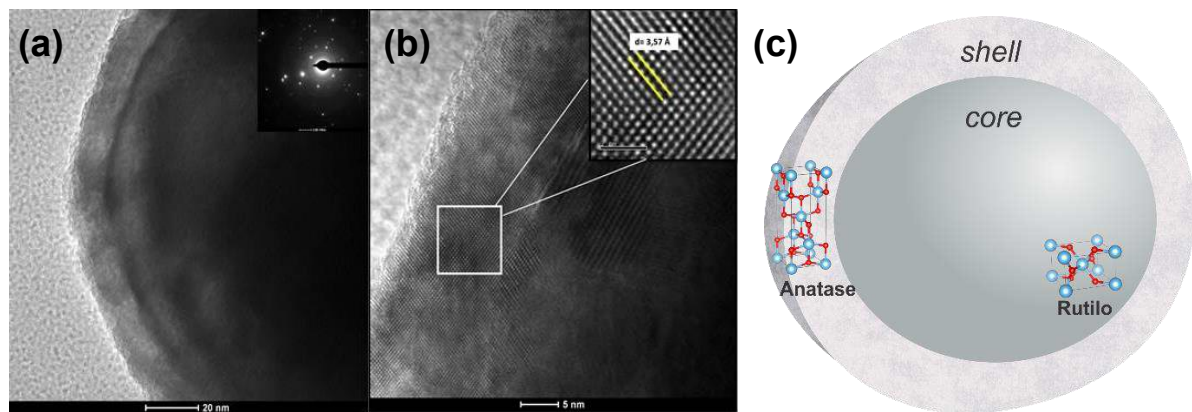 (a)
20 nm
(b)
d= 3,57 Å
5 nm
(c)
shell
core
Anatase
Rutilo